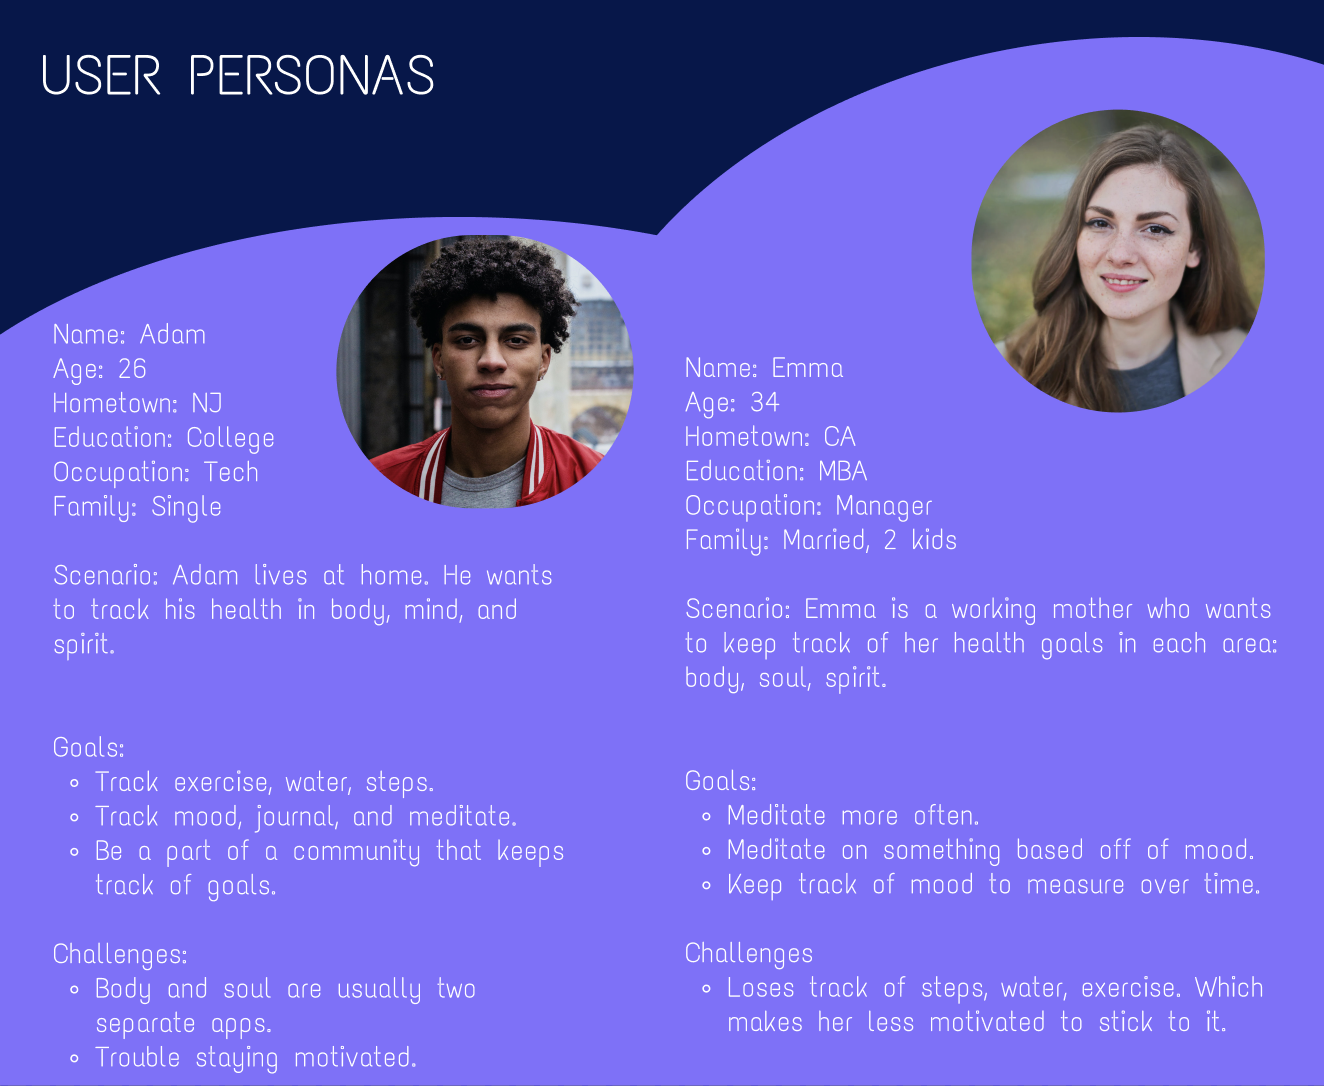 USER PERSONAS
Name: Adam
Age: 26
Hometown: NJ
Education: College
Occupation: Tech
Family: Single
Scenario: Adam lives at home. He wants
to track his health in body, mind, and
spirit.
Goals:
Track exercise, water, steps.
Track mood, journal, and meditate.
Be a part of a community that keeps
track of goals.
Challenges:
Body and soul are usually two
separate apps.
Trouble staying motivated.
Name: Emma
Age: 34
Hometown: CA
Education: MBA
Occupation: Manager
Family: Married, 2 kids
Scenario: Emma is a working mother who wants
to keep track of her health goals in each area:
body, soul, spirit.
Goals:
Meditate more often.
Meditate on something based off of mood.
Keep track of mood to measure over time.
Challenges
Loses track of steps, water, exercise. Which
makes her less motivated to stick to it.